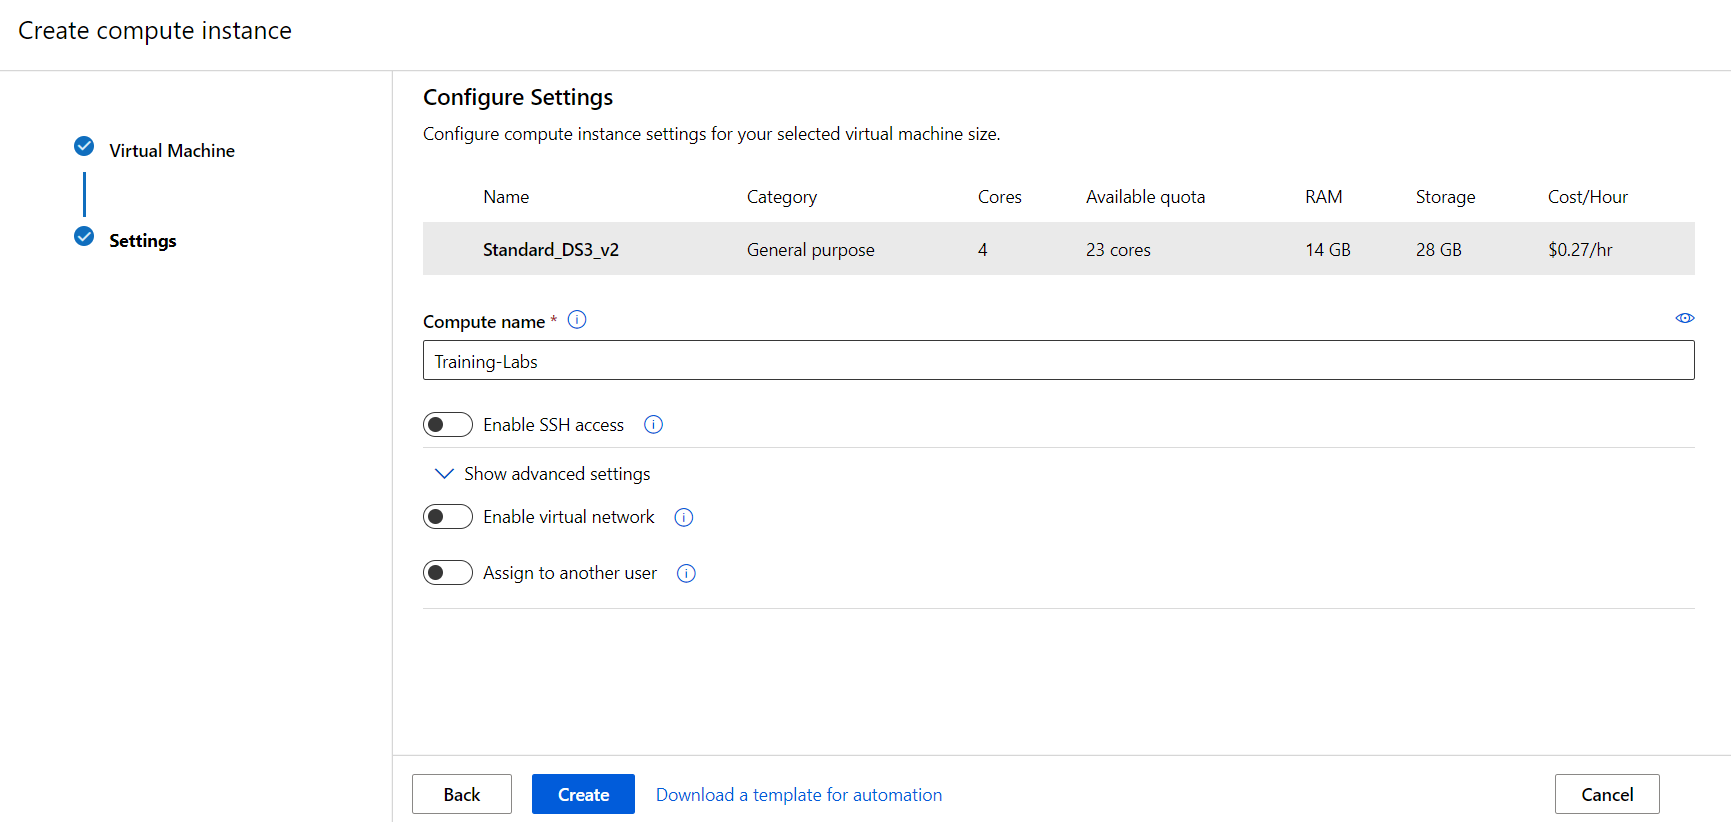 Create compute instance
Virtual Machine
Settings
Configure Settings
Configure compute instance settings for your selected virtual machine size.
Name Category Cores Available quota RAM Storage Cost/Hour
Standard_DS3_v2 General purpose 4 23 cores 14 GB 28 GB $0.27/hr
Compute name *
Training-Labs
Enable SSH access
Show advanced settings
Enable virtual network
Assign to another user
Back Create Download a template for automation Cancel